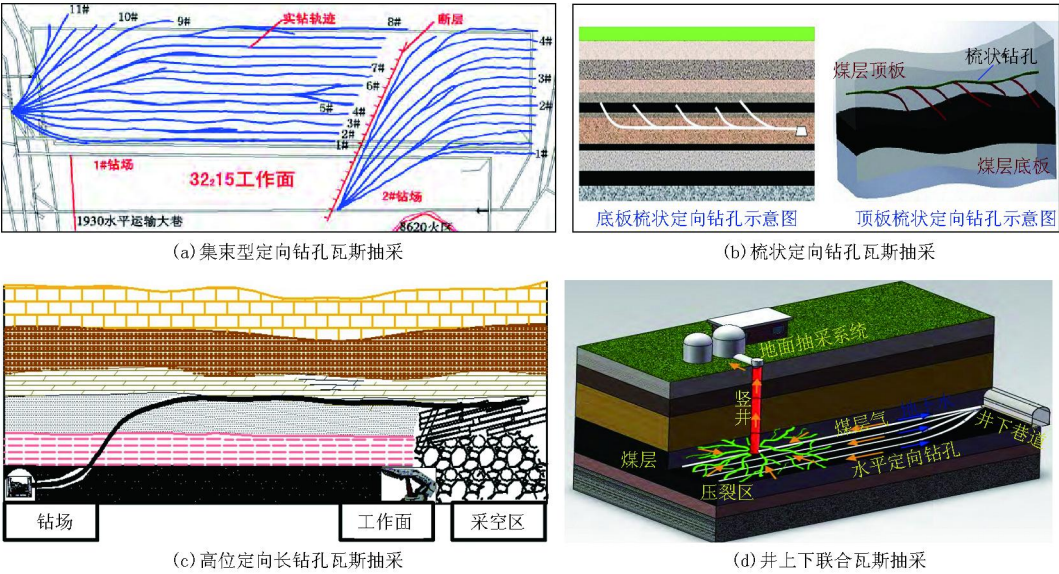 11#
10#
9#
实钻轨迹
8#
断层
7#
6#
5#
4#
3#
2#
1#
4#
3#
2#
1#
1#钻场
32₂15工作面
2#钻场
1930水平运输大巷
8620火区
(a)集束型定向钻孔瓦斯抽采
煤层顶板
梳状钻孔
煤层底板
底板梳状定向钻孔示意图
顶板梳状定向钻孔示意图
(b)梳状定向钻孔瓦斯抽采
钻场
工作面
采空区
(c)高位定向长钻孔瓦斯抽采
地面抽采系统
竖井
煤层气
井下巷道
煤层
水平定向钻孔
压裂区
(d)井上下联合瓦斯抽采